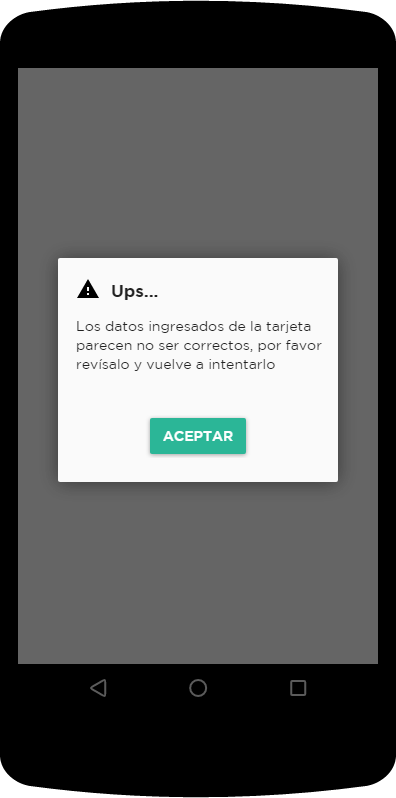 Ups...
Los datos ingresados de la tarjeta
parecen no ser correctos, por favor
revísalo y vuelve a intentarlo
ACEPTAR